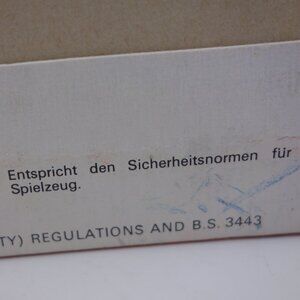 Entspricht den Sicherheitsnormen für
Spielzeug.
TY) REGULATIONS AND B.S. 3443